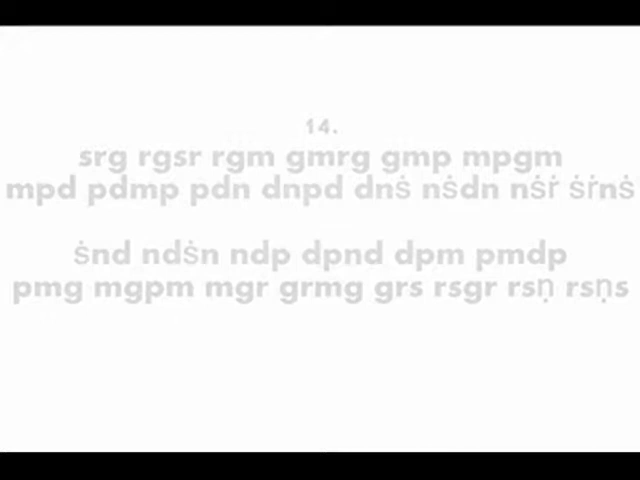 14.
srg rgsr rgm gmrg gmp mpgm
mpd pdmp pdn dnpd dnṡ nṡdn nṡṙ ṡṙnṡ
ṡnd ndṡn ndp dpnd dpm pmdp
pmg mgpm mgr grmg grs rsgr rsṇ rsṇs